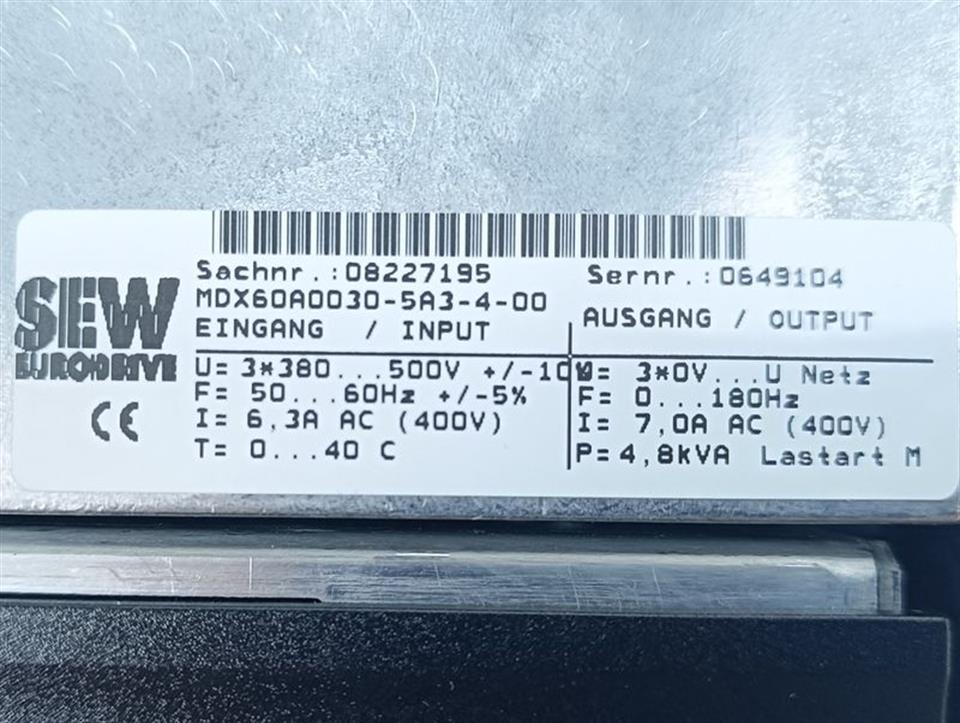 SEW
EURODRIVE
CE
Sachnr.:08227195 Sernr.:0649104
MDX60A0030-5A3-4-00
EINGANG / INPUT AUSGANG / OUTPUT
U= 3*380...500V +/-10% U= 3*0V...U Netz
F= 50...60Hz +/-5% F= 0...180Hz
I= 6,3A AC (400V) I= 7,0A AC (400V)
T= 0...40 C P= 4,8kVA Lastart M